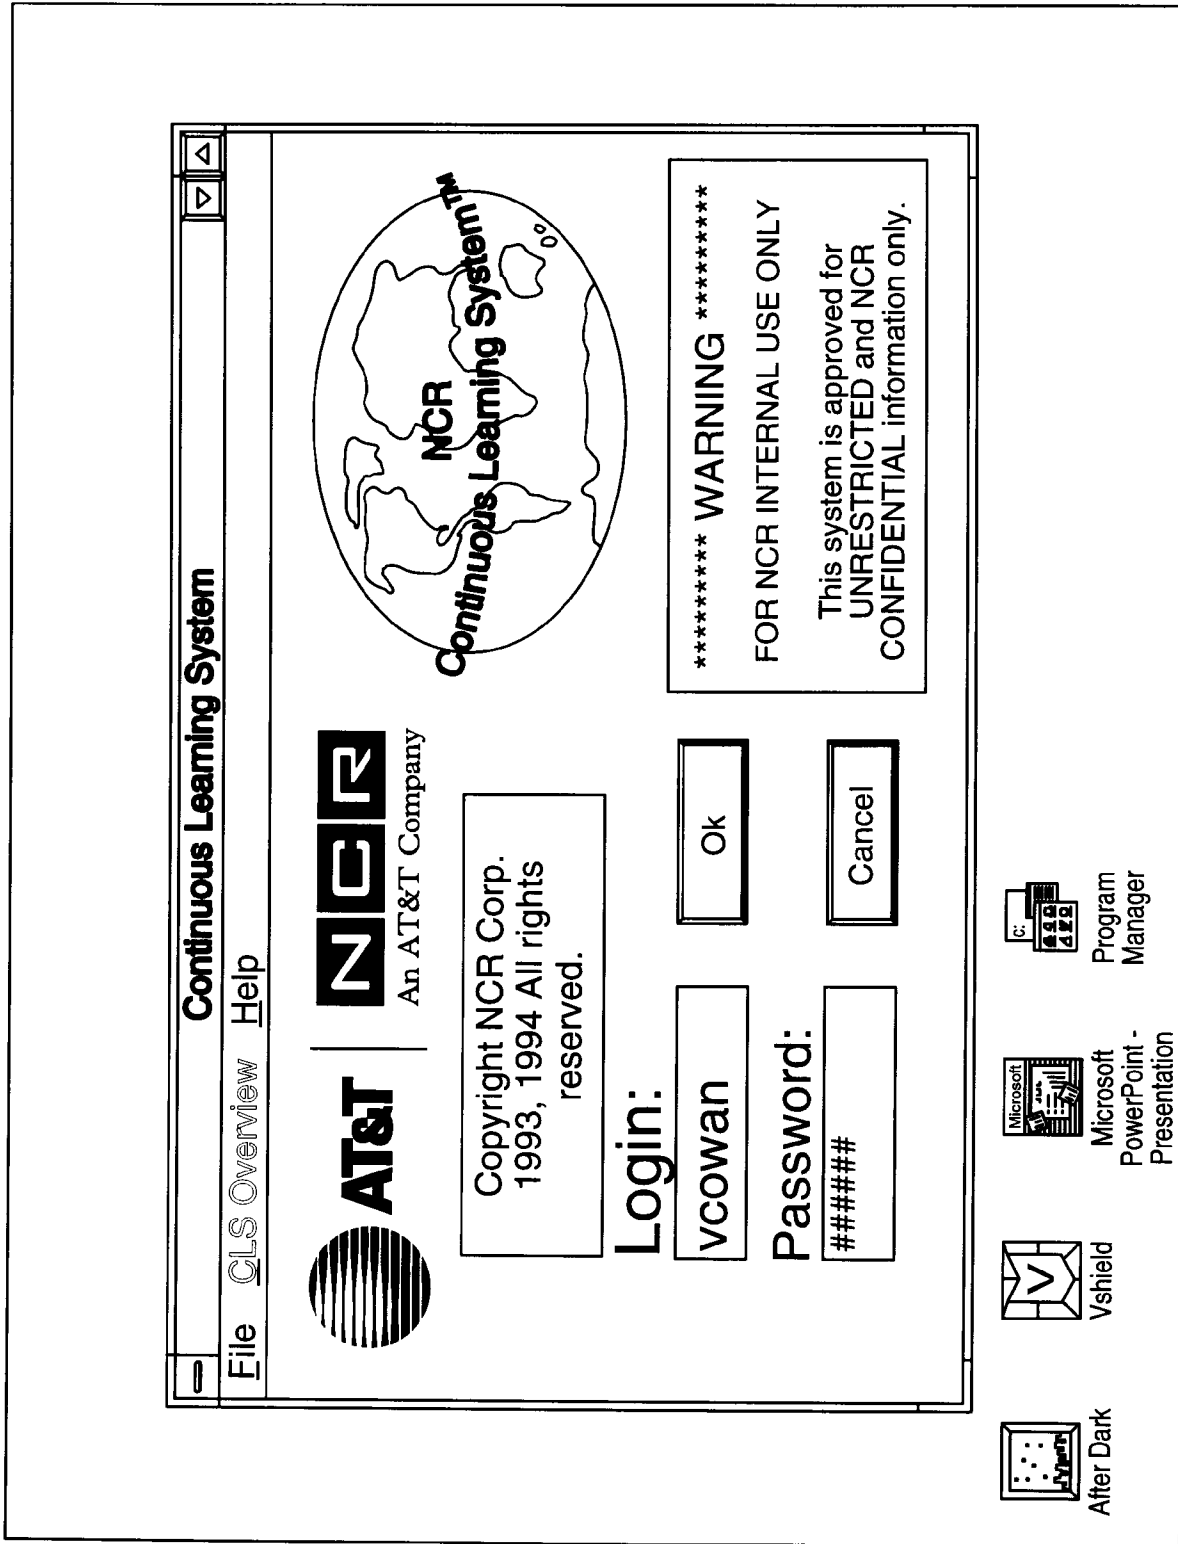 Continuous Learning System
File CLS Overview Help
AT&T
NCR
An AT&T Company
NCR
Continuous Learning System™
Copyright NCR Corp.
1993, 1994 All rights
reserved.
Login:
vcowan
Password:
######
Ok
Cancel
********* WARNING *********
FOR NCR INTERNAL USE ONLY
This system is approved for
UNRESTRICTED and NCR
CONFIDENTIAL information only.
After Dark
V
Vshield
Microsoft
Microsoft
PowerPoint -
Presentation
c:
Program
Manager